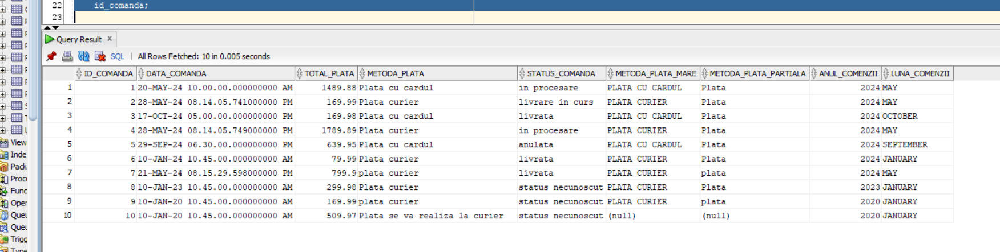 22 id_comanda;
23
Query Result x
SQL | All Rows Fetched: 10 in 0.005 seconds
ID_COMANDA DATA_COMANDA TOTAL_PLATA METODA_PLATA STATUS_COMANDA METODA_PLATA_MARE METODA_PLATA_PARTIALA ANUL_COMENZII LUNA_COMENZII
1 1 20-MAY-24 10.00.00.000000000 AM 1489.88 Plata cu cardul in procesare PLATA CU CARDUL Plata 2024 MAY
2 2 28-MAY-24 08.14.05.741000000 PM 169.99 Plata curier livrare in curs PLATA CURIER Plata 2024 MAY
3 3 17-OCT-24 05.00.00.000000000 PM 169.98 Plata cu cardul livrata PLATA CU CARDUL Plata 2024 OCTOBER
4 4 28-MAY-24 08.14.05.749000000 PM 1789.89 Plata curier in procesare PLATA CURIER Plata 2024 MAY
5 5 29-SEP-24 06.30.00.000000000 PM 639.95 Plata cu cardul anulata PLATA CU CARDUL Plata 2024 SEPTEMBER
6 6 10-JAN-24 10.45.00.000000000 AM 79.99 Plata curier livrata PLATA CURIER Plata 2024 JANUARY
7 7 21-MAY-24 08.15.29.598000000 PM 799.9 plata curier livrata PLATA CURIER plata 2024 MAY
8 8 10-JAN-23 10.45.00.000000000 AM 299.98 Plata curier status necunoscut PLATA CURIER Plata 2023 JANUARY
9 9 10-JAN-20 10.45.00.000000000 AM 169.99 plata curier status necunoscut PLATA CURIER plata 2020 JANUARY
10 10 10-JAN-20 10.45.00.000000000 AM 509.97 Plata se va realiza la curier status necunoscut (null) (null) 2020 JANUARY
View
Inde
Pack
Proc
Func
Oper
Queu
Queu
Trigg
Type